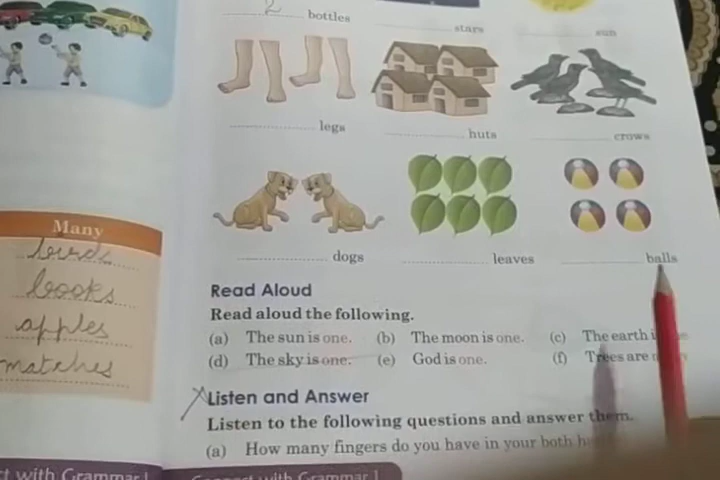 2 bottles
stars
sun
legs
huts
crows
dogs
leaves
balls
Many
birds
books
apples
matches
Read Aloud
Read aloud the following.
(a) The sun is one. (b) The moon is one. (c) The earth
(d) The sky is one. (e) God is one. (f) Trees are
Listen and Answer
Listen to the following questions and answer them.
(a) How many fingers do you have in your both
with Grammar 1
Connect with Grammar 1